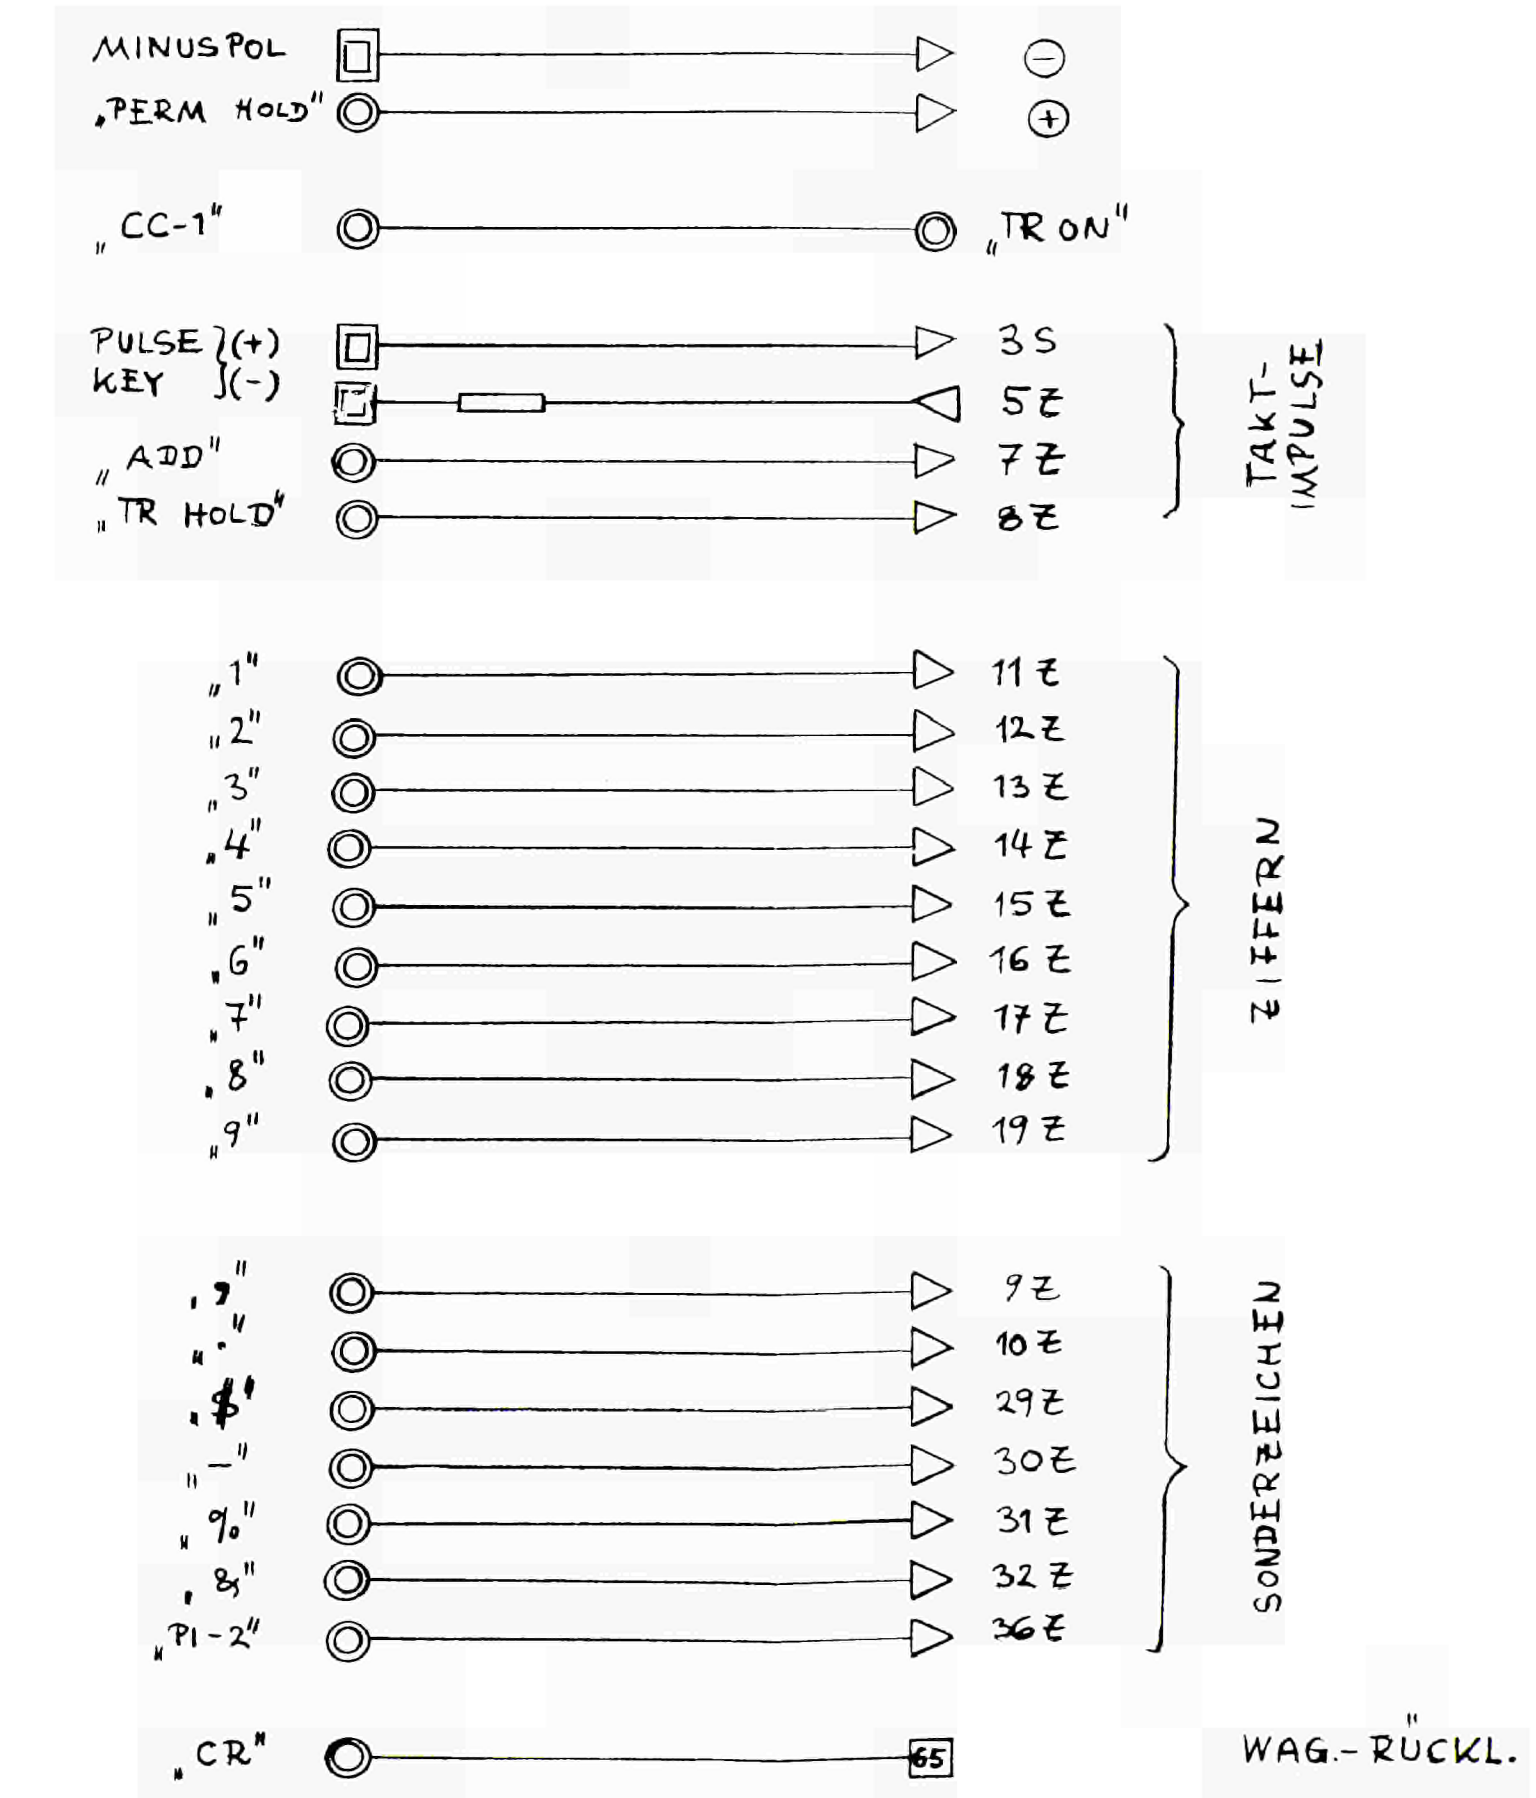 MINUSPOL ⊖
„PERM HOLD" ⊕
„CC-1" „TR ON"
PULSE }(+) 3S
KEY }(-) 5Z
„ADD" 7Z
„TR HOLD" 8Z
TAKT-
IMPULSE
„1" 11Z
„2" 12Z
„3" 13Z
„4" 14Z
„5" 15Z
„6" 16Z
„7" 17Z
„8" 18Z
„9" 19Z
ZIFFERN
„," 9Z
„." 10Z
„$" 29Z
„–" 30Z
„%" 31Z
„&" 32Z
„PI-2" 36Z
SONDERZEICHEN
„CR" 65 WAG.-RÜCKL.